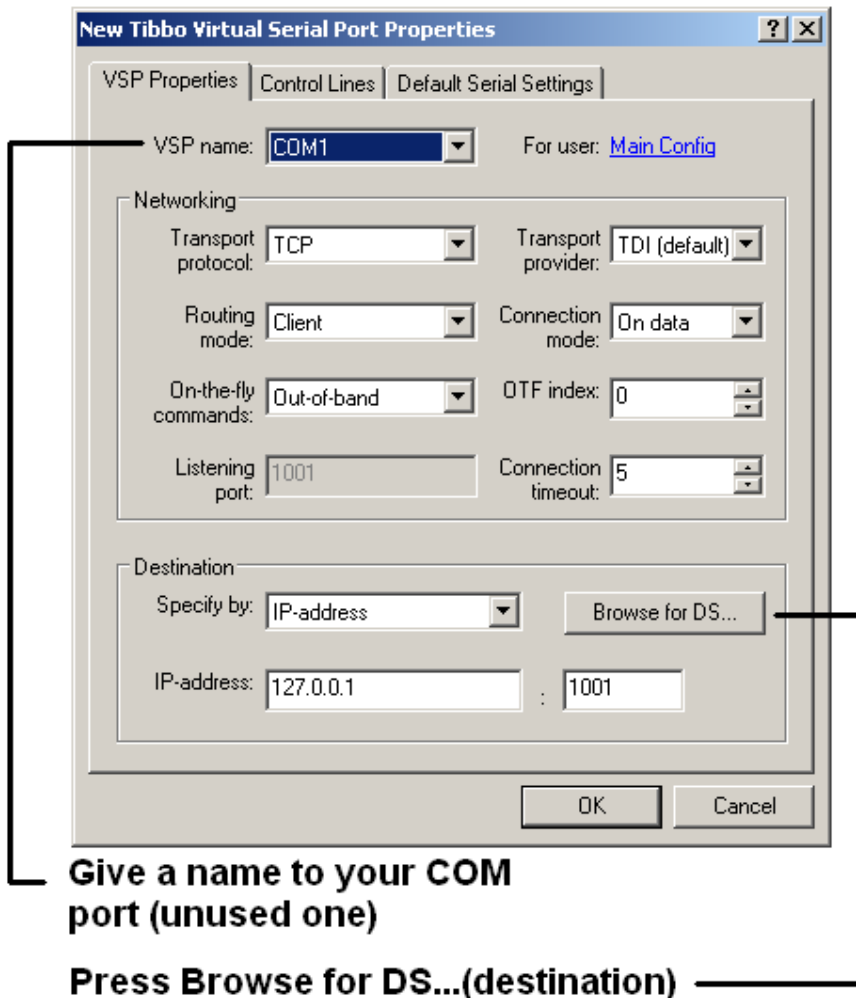 New Tibbo Virtual Serial Port Properties
VSP Properties Control Lines Default Serial Settings
VSP name: COM1 For user: Main Config
Networking
Transport protocol: TCP Transport provider: TDI (default)
Routing mode: Client Connection mode: On data
On-the-fly commands: Out-of-band OTF index: 0
Listening port: 1001 Connection timeout: 5
Destination
Specify by: IP-address Browse for DS...
IP-address: 127.0.0.1 : 1001
OK Cancel
Give a name to your COM
port (unused one)
Press Browse for DS...(destination)